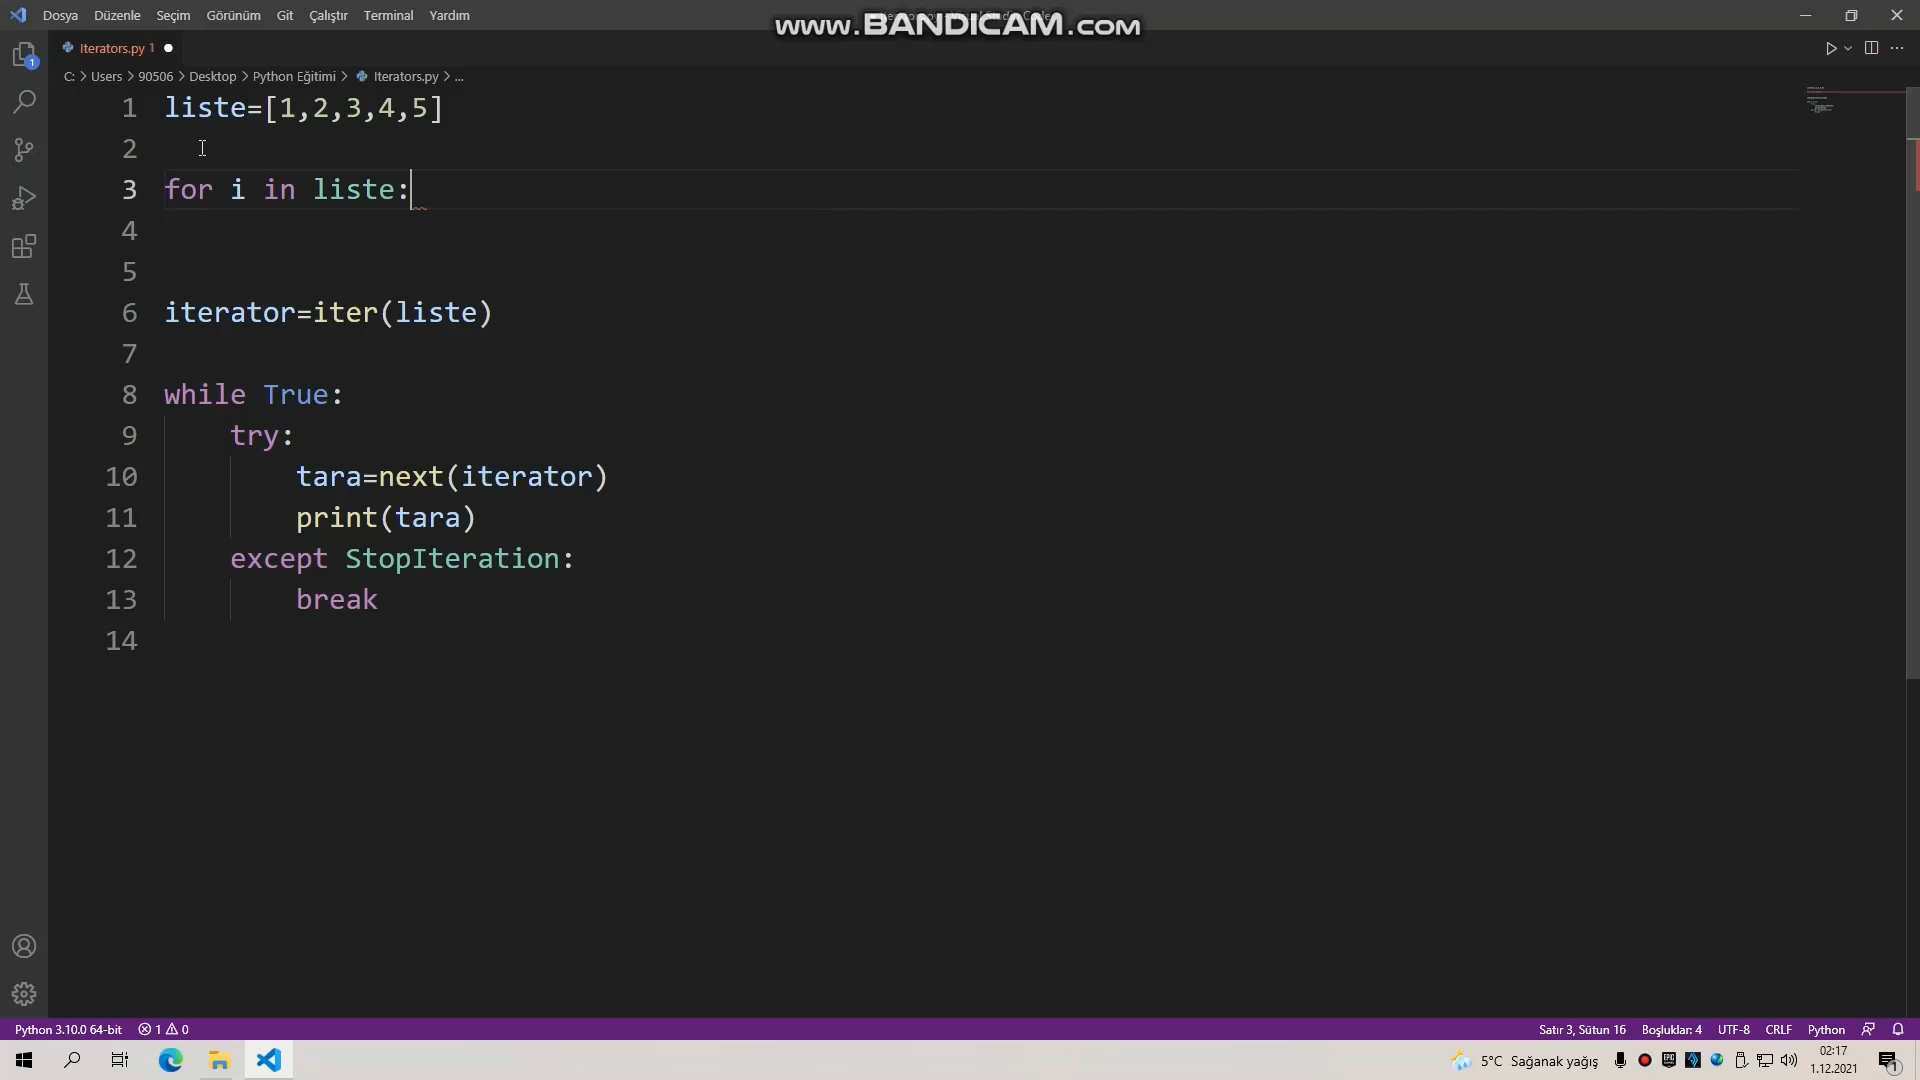 Dosya Düzenle Seçim Görünüm Git Çalıştır Terminal Yardım
www.BANDICAM.com
Iterators.py 1
C: > Users > 90506 > Desktop > Python Eğitimi > Iterators.py > ...
1 liste=[1,2,3,4,5]
2
3 for i in liste:
4
5
6 iterator=iter(liste)
7
8 while True:
9 try:
10 tara=next(iterator)
11 print(tara)
12 except StopIteration:
13 break
14
Python 3.10.0 64-bit 1 0 Satır 3, Sütun 16 Boşluklar: 4 UTF-8 CRLF Python
5°C Sağanak yağış 02:17
1.12.2021